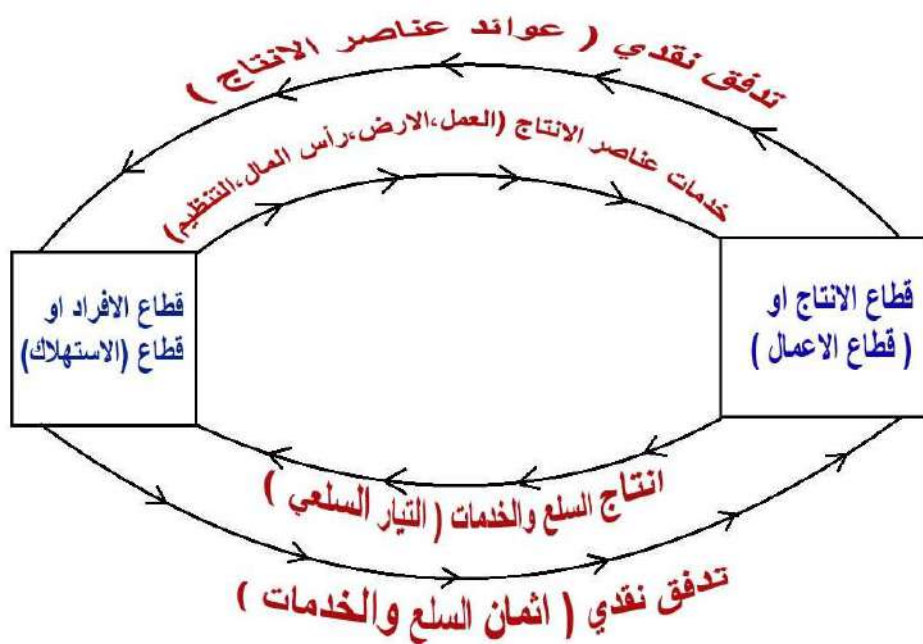 تدفق نقدي ( عوائد عناصر الانتاج )
خدمات عناصر الانتاج (العمل،الارض،رأس المال،التنظيم)
قطاع الانتاج او
( قطاع الاعمال )
قطاع الافراد او
قطاع (الاستهلاك)
انتاج السلع والخدمات ( التيار السلعي )
تدفق نقدي ( اثمان السلع والخدمات )